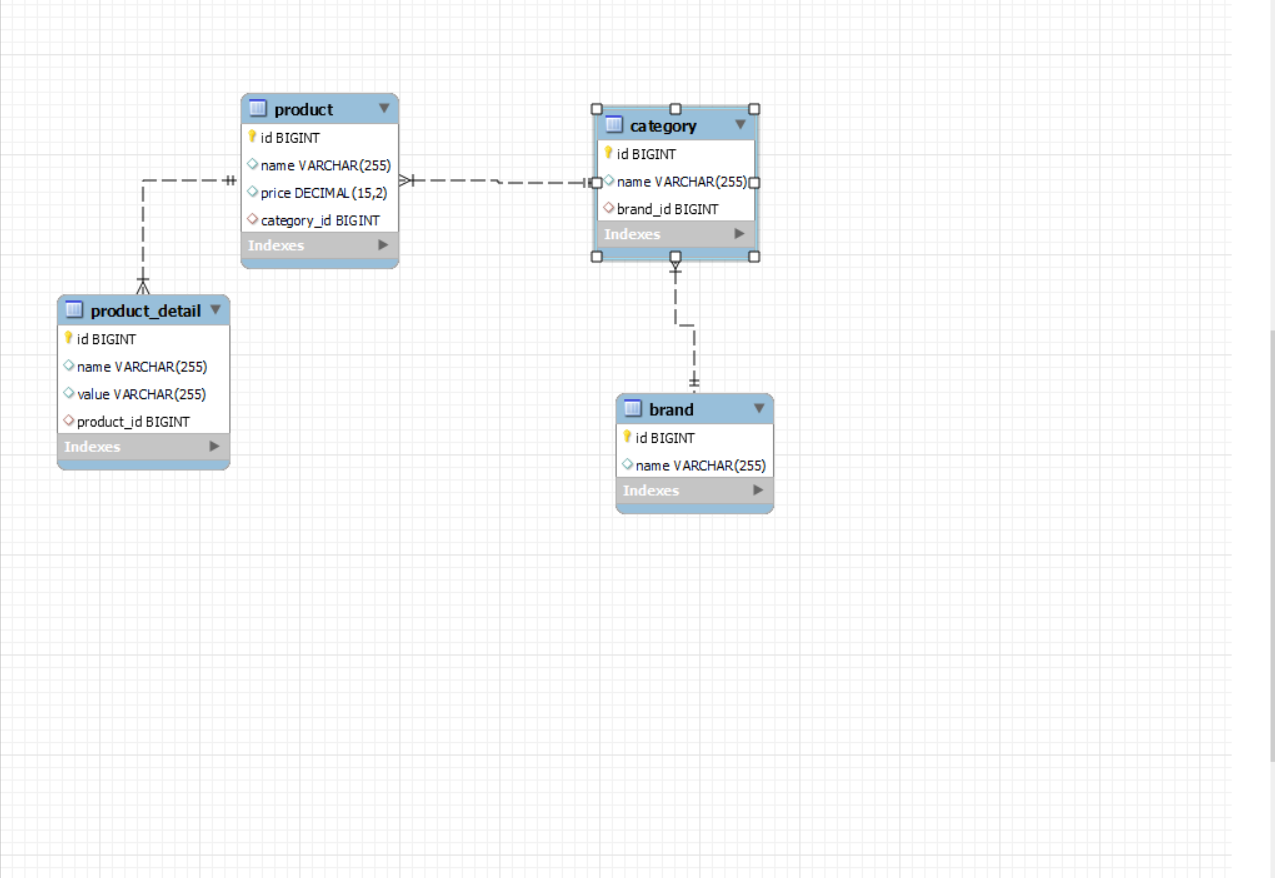 product
id BIGINT
name VARCHAR(255)
price DECIMAL(15,2)
category_id BIGINT
Indexes
category
id BIGINT
name VARCHAR(255)
brand_id BIGINT
Indexes
product_detail
id BIGINT
name VARCHAR(255)
value VARCHAR(255)
product_id BIGINT
Indexes
brand
id BIGINT
name VARCHAR(255)
Indexes